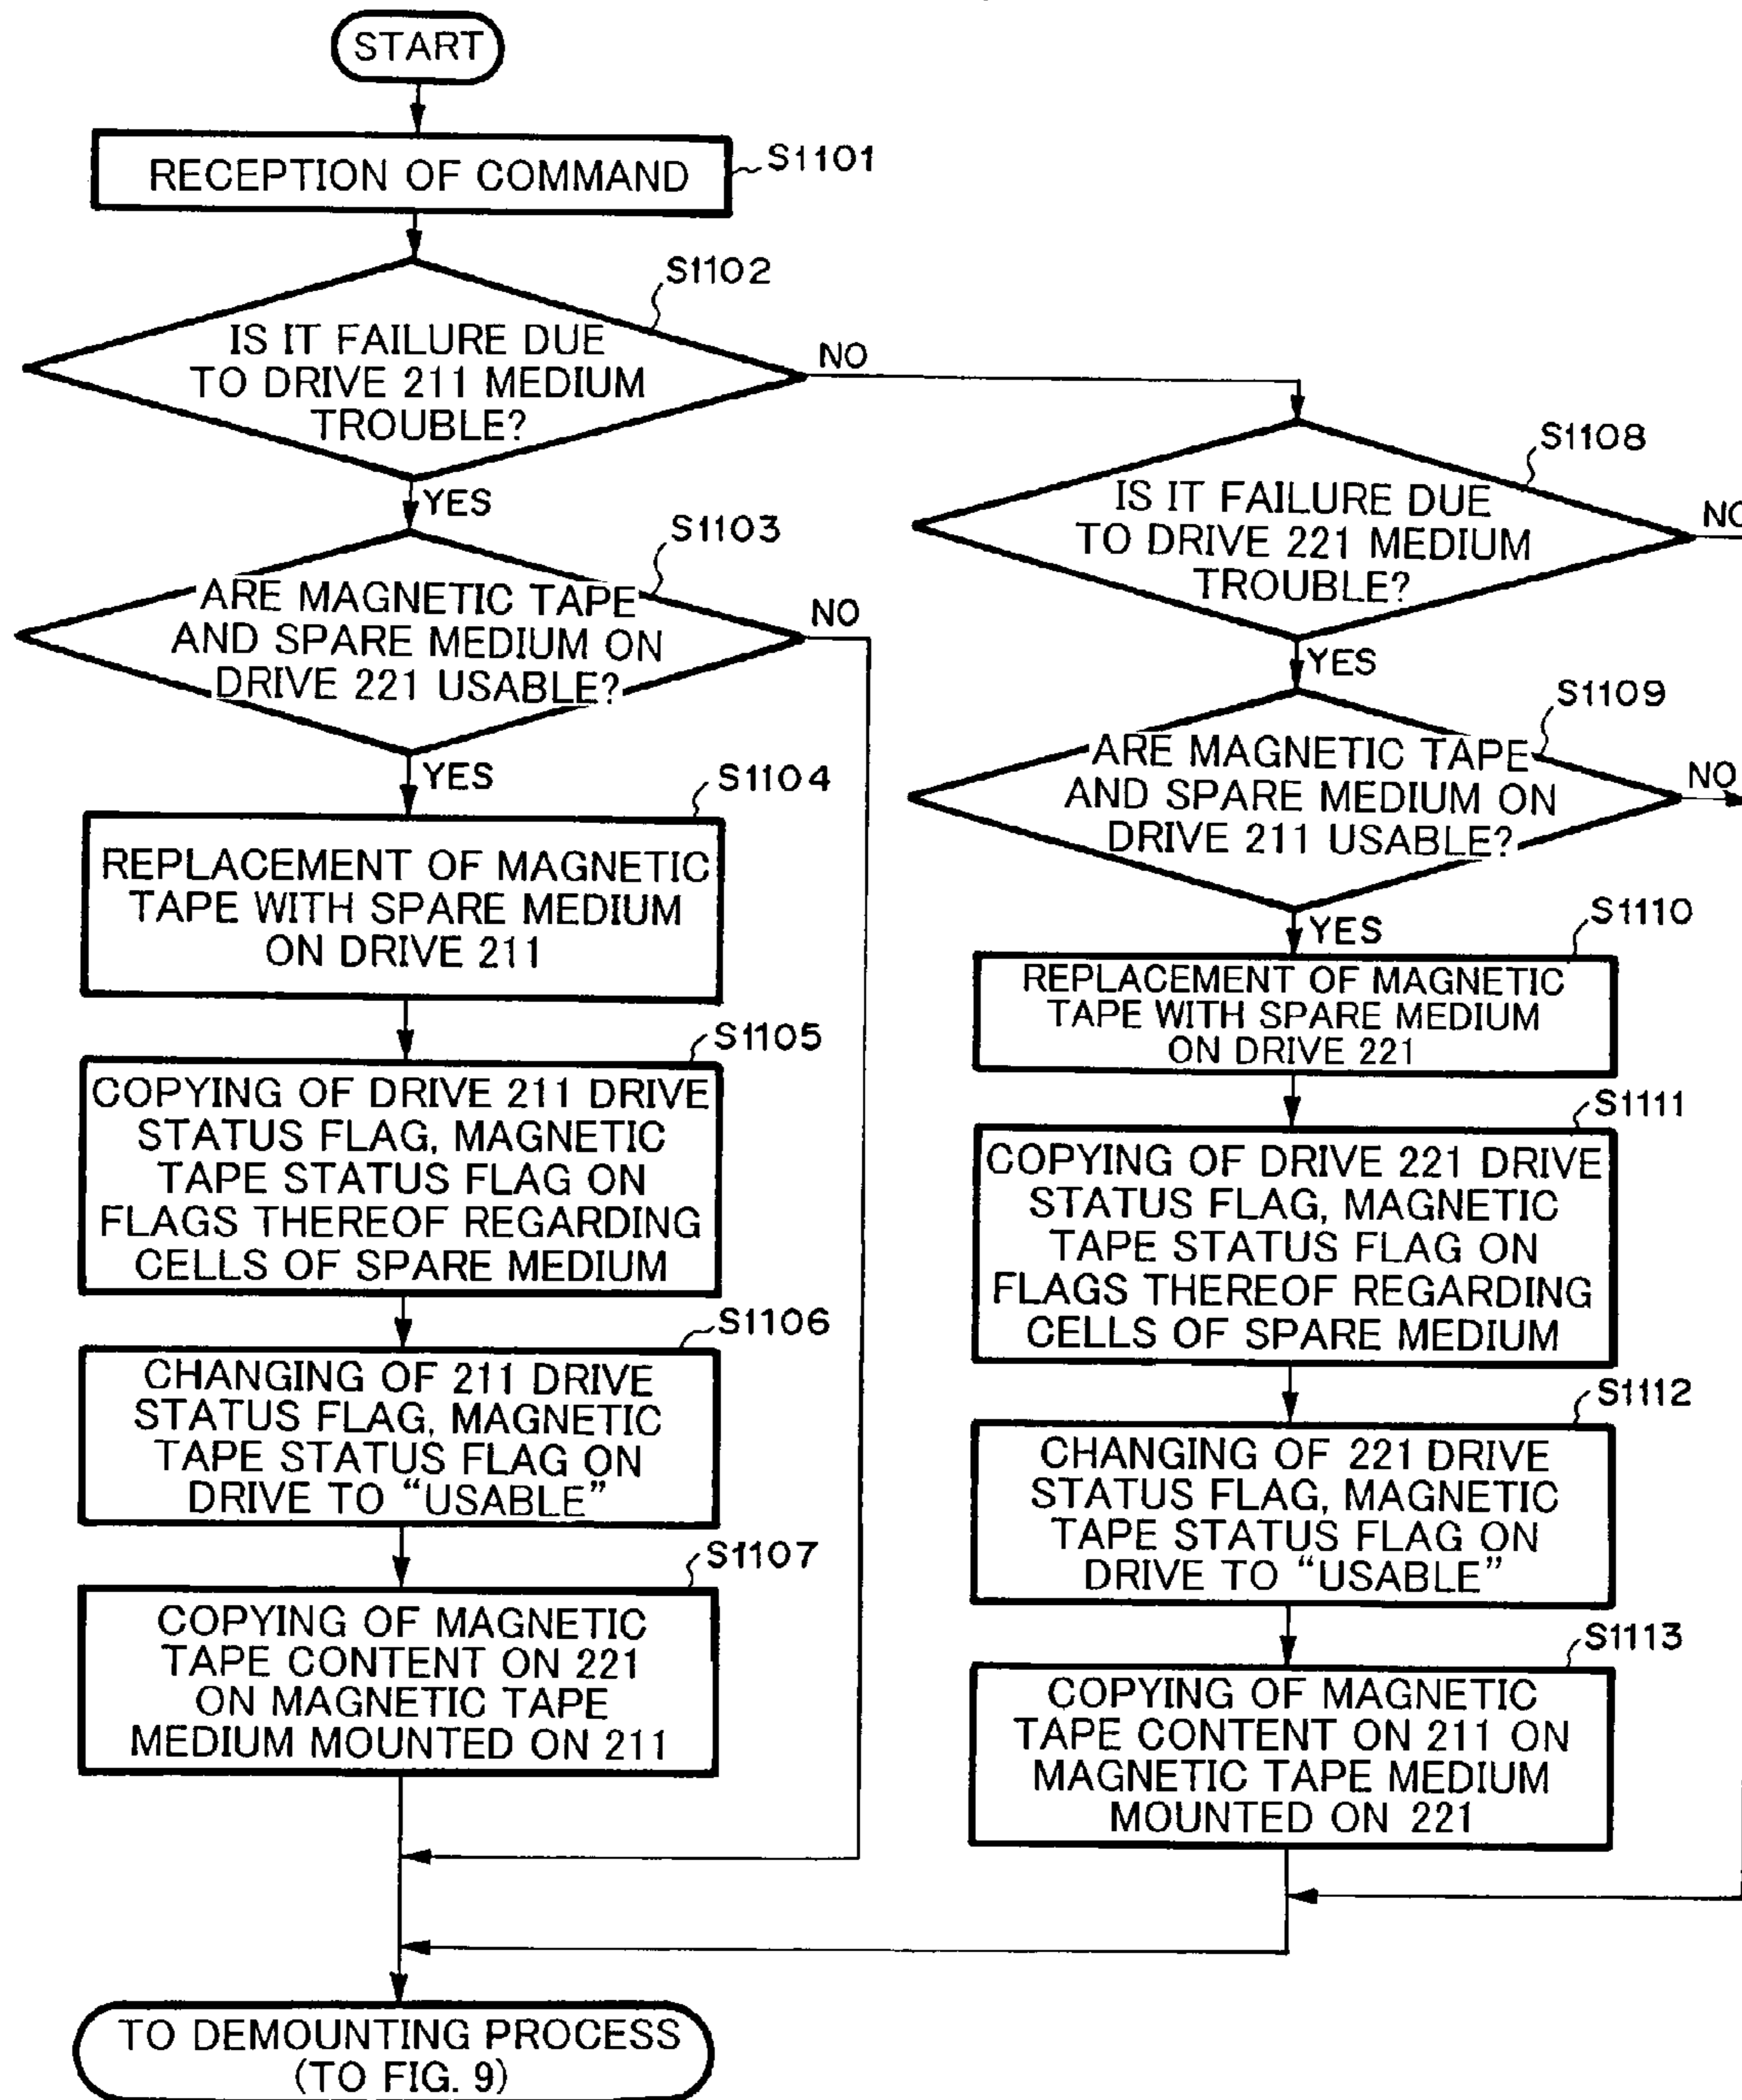 START
RECEPTION OF COMMAND
S1101
S1102
IS IT FAILURE DUE
TO DRIVE 211 MEDIUM
TROUBLE?
NO
YES
S1103
ARE MAGNETIC TAPE
AND SPARE MEDIUM ON
DRIVE 221 USABLE?
NO
YES
S1104
REPLACEMENT OF MAGNETIC
TAPE WITH SPARE MEDIUM
ON DRIVE 211
S1105
COPYING OF DRIVE 211 DRIVE
STATUS FLAG, MAGNETIC
TAPE STATUS FLAG ON
FLAGS THEREOF REGARDING
CELLS OF SPARE MEDIUM
S1106
CHANGING OF 211 DRIVE
STATUS FLAG, MAGNETIC
TAPE STATUS FLAG ON
DRIVE TO “USABLE”
S1107
COPYING OF MAGNETIC
TAPE CONTENT ON 221
ON MAGNETIC TAPE
MEDIUM MOUNTED ON 211
S1108
IS IT FAILURE DUE
TO DRIVE 221 MEDIUM
TROUBLE?
NO
YES
S1109
ARE MAGNETIC TAPE
AND SPARE MEDIUM ON
DRIVE 211 USABLE?
NO
YES
S1110
REPLACEMENT OF MAGNETIC
TAPE WITH SPARE MEDIUM
ON DRIVE 221
S1111
COPYING OF DRIVE 221 DRIVE
STATUS FLAG, MAGNETIC
TAPE STATUS FLAG ON
FLAGS THEREOF REGARDING
CELLS OF SPARE MEDIUM
S1112
CHANGING OF 221 DRIVE
STATUS FLAG, MAGNETIC
TAPE STATUS FLAG ON
DRIVE TO “USABLE”
S1113
COPYING OF MAGNETIC
TAPE CONTENT ON 211 ON
MAGNETIC TAPE MEDIUM
MOUNTED ON 221
TO DEMOUNTING PROCESS
(TO FIG. 9)